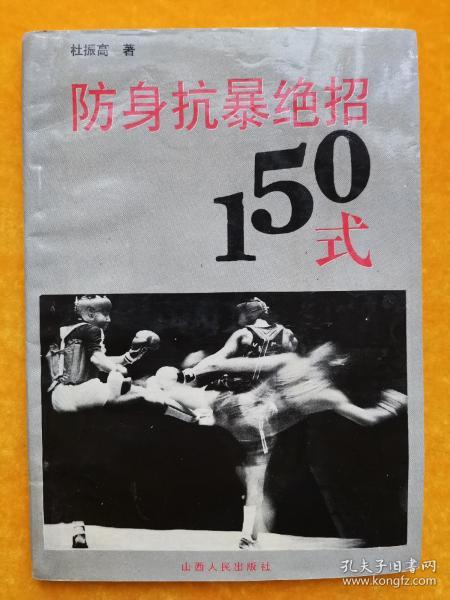 杜振高 著
防身抗暴绝招
150
式
山西人民出版社
孔夫子旧书网
www.kongfz.com